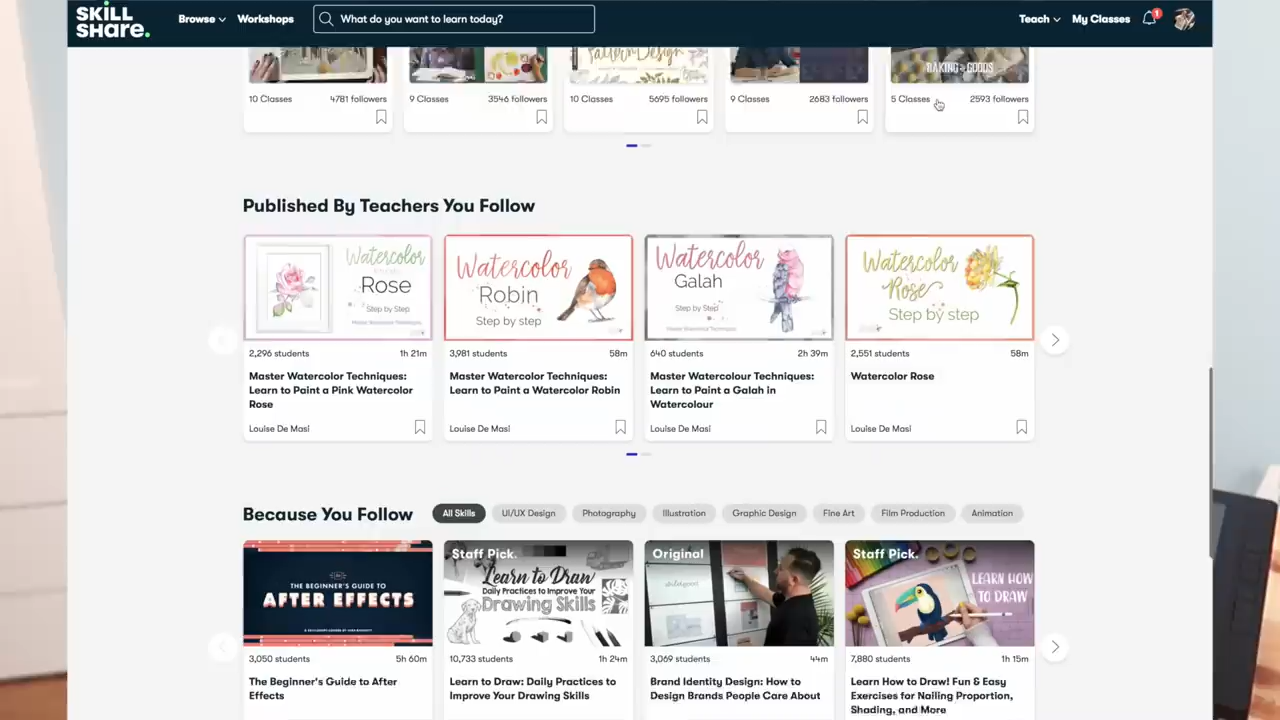 SKILL
SHARE.
Browse
Workshops
What do you want to learn today?
Teach
My Classes
1
Pattern Design
BAKING GOODS
10 Classes
4781 followers
9 Classes
3546 followers
10 Classes
5695 followers
9 Classes
2683 followers
5 Classes
2593 followers
Published By Teachers You Follow
Watercolor
Rose
Step by Step
Master Watercolor Techniques
Watercolor
Robin
Step by step
Watercolor
Galah
Step by Step
Master Watercolor Techniques
Watercolor
Rose
Step by step
2,296 students
1h 21m
Master Watercolor Techniques:
Learn to Paint a Pink Watercolor
Rose
Louise De Masi
3,981 students
58m
Master Watercolor Techniques:
Learn to Paint a Watercolor Robin
Louise De Masi
640 students
2h 39m
Master Watercolour Techniques:
Learn to Paint a Galah in
Watercolour
Louise De Masi
2,551 students
58m
Watercolor Rose
Louise De Masi
Because You Follow
All Skills
UI/UX Design
Photography
Illustration
Graphic Design
Fine Art
Film Production
Animation
THE BEGINNER'S GUIDE TO
AFTER EFFECTS
Staff Pick.
Learn to Draw
Daily Practices to Improve Your
Drawing Skills
Original
Staff Pick.
LEARN HOW
TO DRAW
3,050 students
5h 60m
The Beginner's Guide to After
Effects
10,733 students
1h 24m
Learn to Draw: Daily Practices to
Improve Your Drawing Skills
3,069 students
44m
Brand Identity Design: How to
Design Brands People Care About
7,880 students
1h 15m
Learn How to Draw! Fun & Easy
Exercises for Nailing Proportion,
Shading, and More